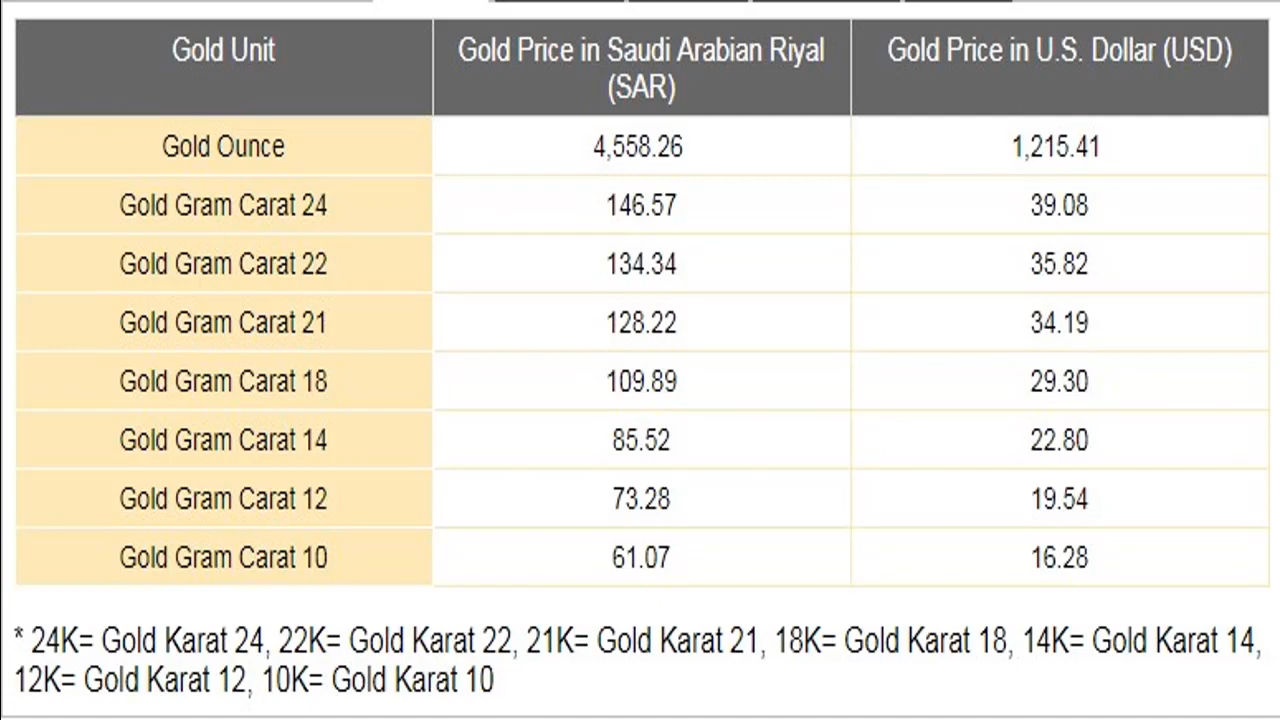 Gold Unit Gold Price in Saudi Arabian Riyal (SAR) Gold Price in U.S. Dollar (USD)
Gold Ounce 4,558.26 1,215.41
Gold Gram Carat 24 146.57 39.08
Gold Gram Carat 22 134.34 35.82
Gold Gram Carat 21 128.22 34.19
Gold Gram Carat 18 109.89 29.30
Gold Gram Carat 14 85.52 22.80
Gold Gram Carat 12 73.28 19.54
Gold Gram Carat 10 61.07 16.28
* 24K= Gold Karat 24, 22K= Gold Karat 22, 21K= Gold Karat 21, 18K= Gold Karat 18, 14K= Gold Karat 14,
12K= Gold Karat 12, 10K= Gold Karat 10